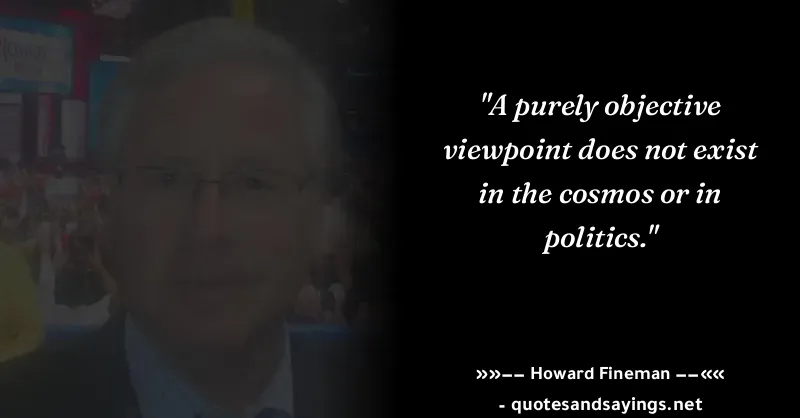 "A purely objective
viewpoint does not exist
in the cosmos or in
politics."
»»−− Howard Fineman −−««
- quotesandsayings.net